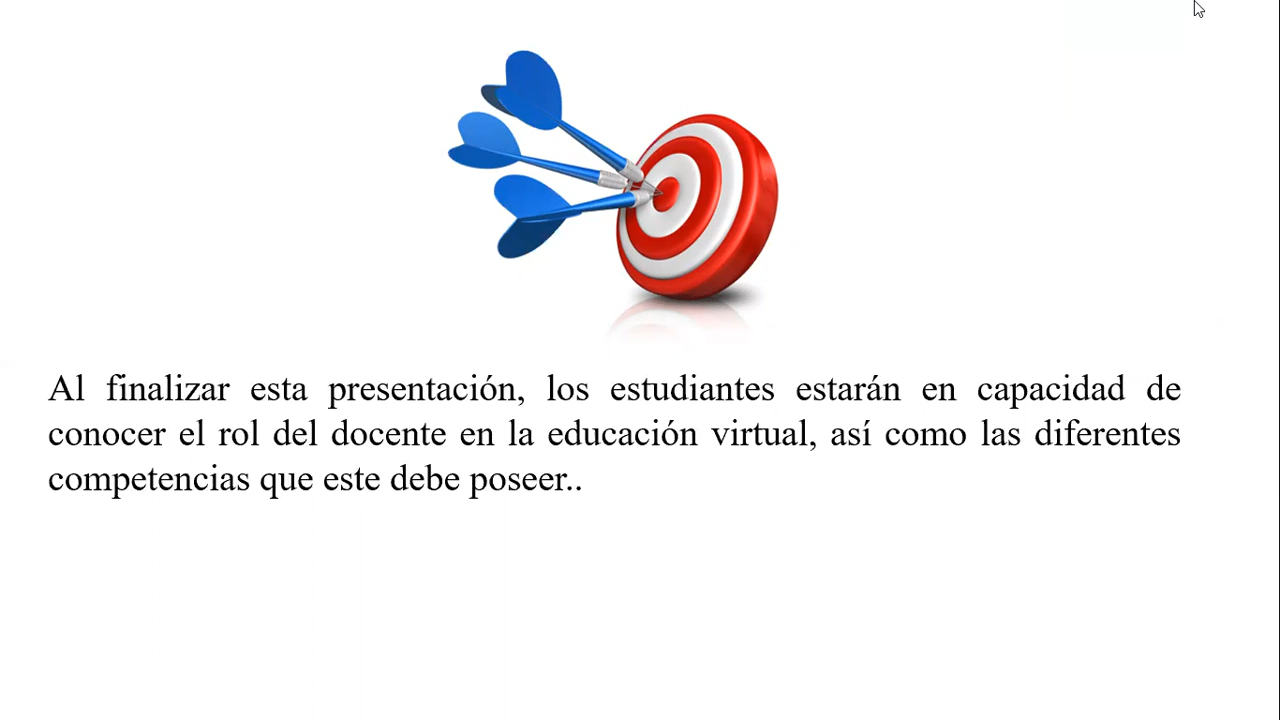 Al finalizar esta presentación, los estudiantes estarán en capacidad de
conocer el rol del docente en la educación virtual, así como las diferentes
competencias que este debe poseer..